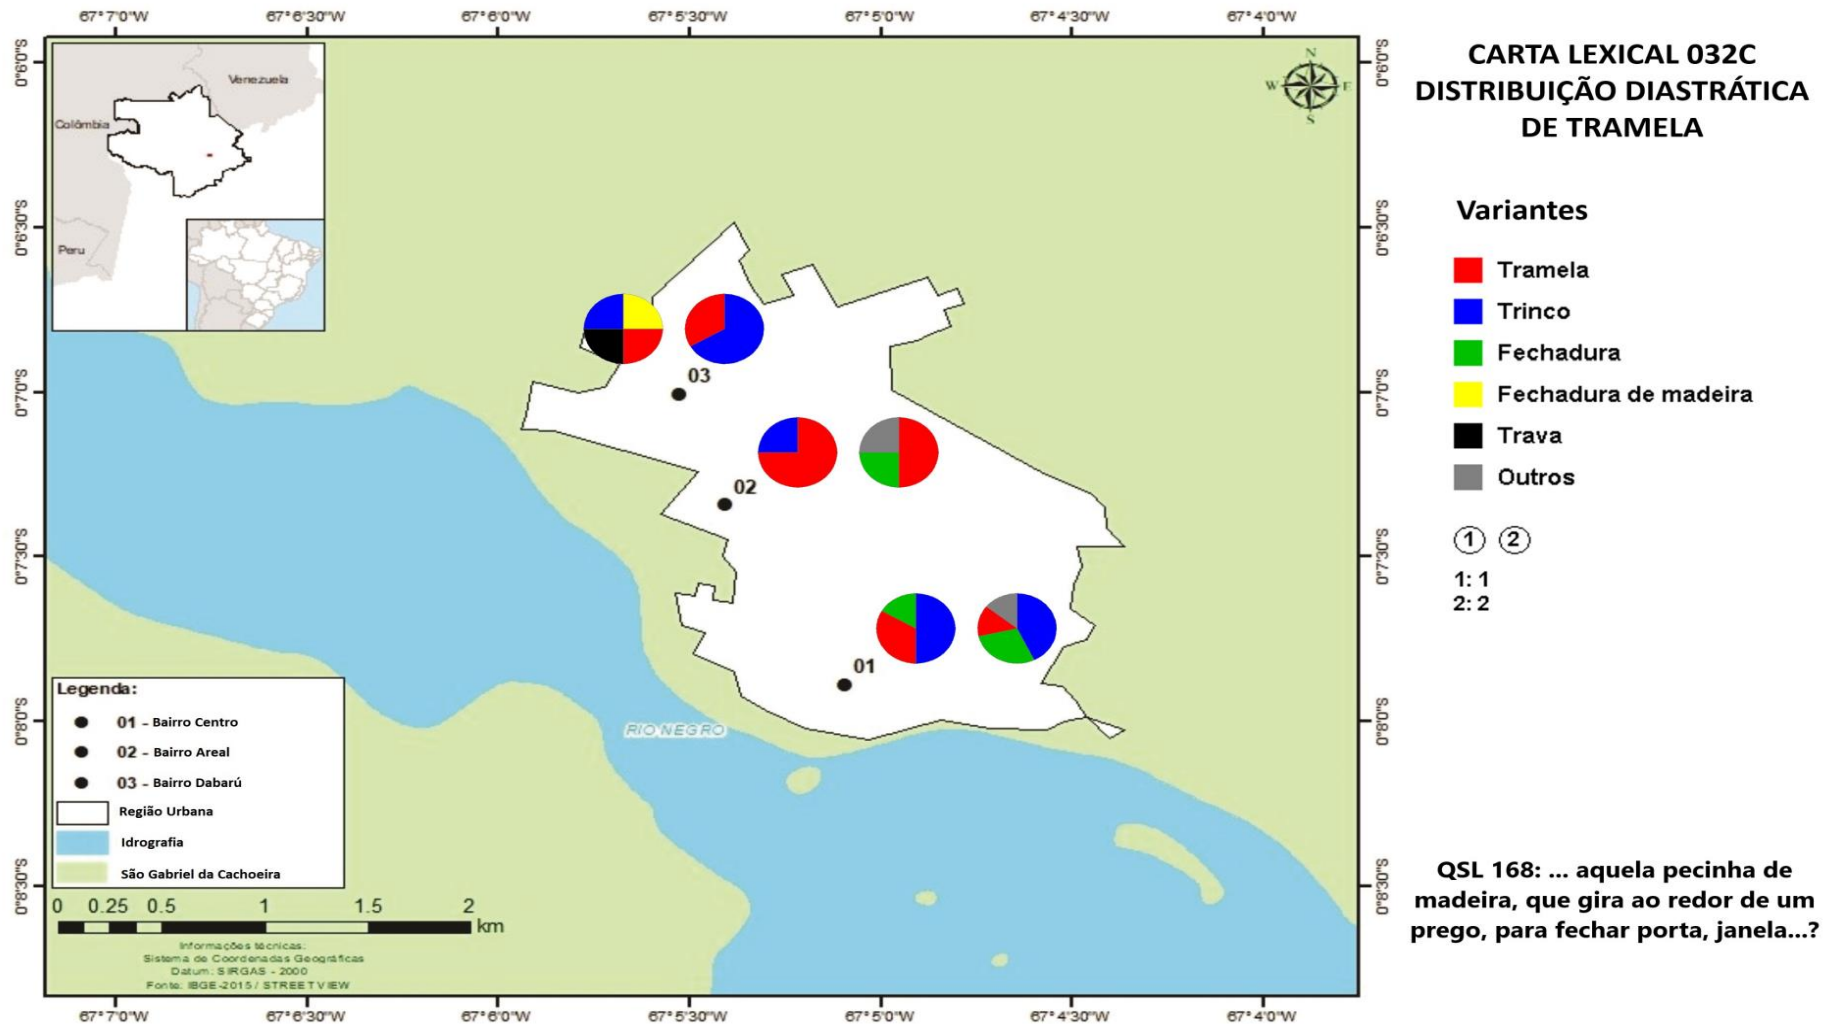 67°7'0"W 67°6'30"W 67°6'0"W 67°5'30"W 67°5'0"W 67°4'30"W 67°4'0"W
0°6'0"S
0°6'30"S
0°7'0"S
0°7'30"S
0°8'0"S
0°8'30"S
Venezuela
Colômbia
Peru
N
W E
S
03
02
01
RIO NEGRO
Legenda:
01 - Bairro Centro
02 - Bairro Areal
03 - Bairro Dabarú
Região Urbana
Idrografia
São Gabriel da Cachoeira
0 0.25 0.5 1 1.5 2
km
Informações técnicas:
Sistema de Coordenadas Geográficas
Datum: SIRGAS - 2000
Fonte: IBGE-2015 / STREETVIEW
0°6'0"S
0°6'30"S
0°7'0"S
0°7'30"S
0°8'0"S
0°8'30"S
67°7'0"W 67°6'30"W 67°6'0"W 67°5'30"W 67°5'0"W 67°4'30"W 67°4'0"W
CARTA LEXICAL 032C
DISTRIBUIÇÃO DIASTRÁTICA
DE TRAMELA
Variantes
Tramela
Trinco
Fechadura
Fechadura de madeira
Trava
Outros
1 2
1: 1
2: 2
QSL 168: ... aquela pecinha de
madeira, que gira ao redor de um
prego, para fechar porta, janela...?